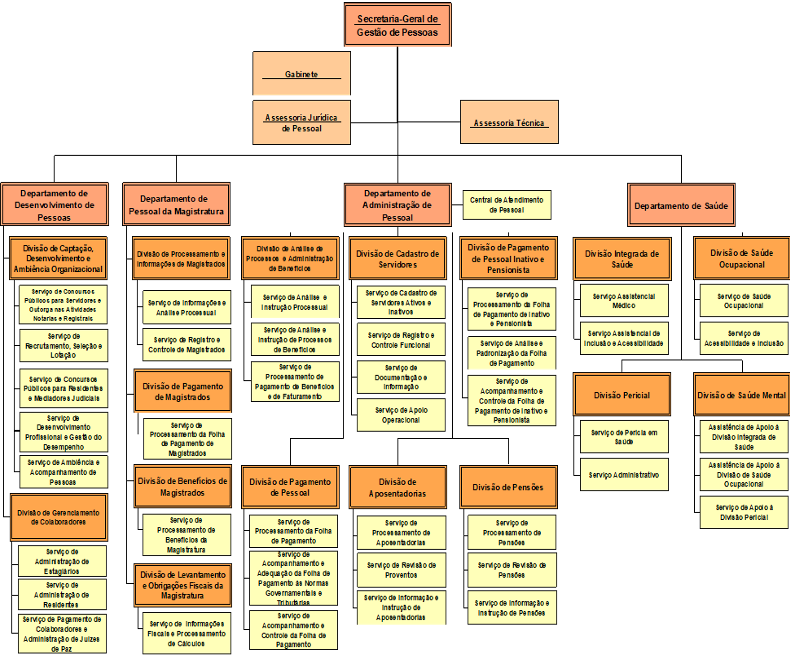 Secretaria-Geral de
Gestão de Pessoas
Gabinete
Assessoria Jurídica
de Pessoal
Assessoria Técnica
Departamento de
Desenvolvimento de
Pessoas
Divisão de Captação,
Desenvolvimento e
Ambiência Organizacional
Serviço de Concursos
Públicos para Servidores e
Outorga nas Atividades
Notarias e Registrais
Serviço de
Recrutamento, Seleção e
Lotação
Serviço de Concursos
Públicos para Residentes
e Mediadores Judiciais
Serviço de
Desenvolvimento
Profissional e Gestão do
Desempenho
Serviço de Ambiência e
Acompanhamento de
Pessoas
Divisão de Gerenciamento
de Colaboradores
Serviço de
Administração de
Estagiários
Serviço de
Administração de
Residentes
Serviço de Pagamento de
Colaboradores e
Administração de Juízes de
Paz
Departamento de
Pessoal da Magistratura
Divisão de Processamento e
Informações de Magistrados
Serviço de Informações e
Análise Processual
Serviço de Registro e
Controle de Magistrados
Divisão de Pagamento
de Magistrados
Serviço de
Processamento da Folha
de Pagamento de
Magistrados
Divisão de Benefícios de
Magistrados
Serviço de
Processamento de
Benefícios da
Magistratura
Divisão de Levantamento
e Obrigações Fiscais da
Magistratura
Serviço de Informações
Fiscais e Processamento
de Cálculos
Departamento de
Administração de
Pessoal
Central de Atendimento
de Pessoal
Divisão de Análise de
Processos e Administração
de Benefícios
Serviço de Análise e
Instrução Processual
Serviço de Análise e
Instrução de Processos
de Benefícios
Serviço de
Processamento de
Pagamento de Benefícios
e de Faturamento
Divisão de Cadastro de
Servidores
Serviço de Cadastro de
Servidores Ativos e
Inativos
Serviço de Registro e
Controle Funcional
Serviço de
Documentação e
Informação
Serviço de Apoio
Operacional
Divisão de Pagamento
de Pessoal Inativo e
Pensionista
Serviço de
Processamento da Folha
de Pagamento de Inativo e
Pensionista
Serviço de Análise e
Padronização da Folha
de Pagamento
Serviço de
Acompanhamento e
Controle da Folha de
Pagamento de Inativo e
Pensionista
Divisão de Pagamento
de Pessoal
Serviço de
Processamento da Folha
de Pagamento
Serviço de
Acompanhamento e
Adequação da Folha de
Pagamento às Normas
Governamentais e
Tributárias
Serviço de
Acompanhamento e
Controle da Folha de
Pagamento
Divisão de
Aposentadorias
Serviço de
Processamento de
Aposentadorias
Serviço de Revisão de
Proventos
Serviço de Informação e
Instrução de
Aposentadorias
Divisão de Pensões
Serviço de
Processamento de
Pensões
Serviço de Revisão de
Pensões
Serviço de Informação e
Instrução de Pensões
Departamento de Saúde
Divisão Integrada de
Saúde
Serviço Assistencial
Médico
Serviço Assistencial de
Inclusão e Acessibilidade
Divisão de Saúde
Ocupacional
Serviço de Saúde
Ocupacional
Serviço de
Acessibilidade e Inclusão
Divisão Pericial
Serviço de Perícia em
Saúde
Serviço Administrativo
Divisão de Saúde Mental
Assistência de Apoio à
Divisão Integrada de
Saúde
Assistência de Apoio à
Divisão de Saúde
Ocupacional
Serviço de Apoio à
Divisão Pericial